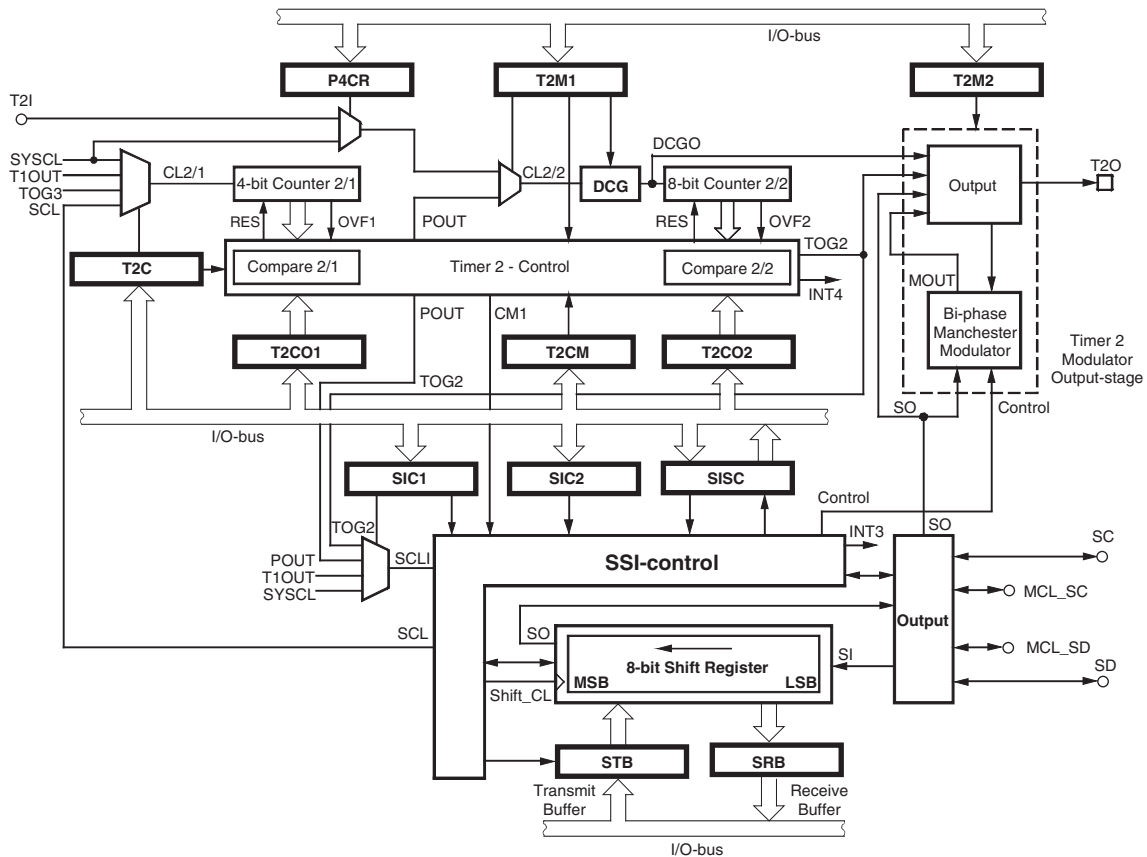 I/O-bus
P4CR
T2M1
T2M2
T2I
SYSCL
T1OUT
TOG3
SCL
CL2/1
4-bit Counter 2/1
RES
OVF1
POUT
CL2/2
DCG
DCGO
8-bit Counter 2/2
RES
OVF2
Output
T2O
T2C
Compare 2/1
Timer 2 - Control
Compare 2/2
TOG2
INT4
MOUT
Bi-phase
Manchester
Modulator
Timer 2
Modulator
Output-stage
POUT
CM1
T2CO1
T2CM
T2CO2
TOG2
SO
Control
I/O-bus
SIC1
SIC2
SISC
Control
TOG2
POUT
T1OUT
SYSCL
SCLI
SSI-control
INT3
SO
SC
MCL_SC
Output
MCL_SD
SD
SCL
SO
8-bit Shift Register
MSB
LSB
SI
Shift_CL
STB
SRB
Transmit
Buffer
Receive
Buffer
I/O-bus